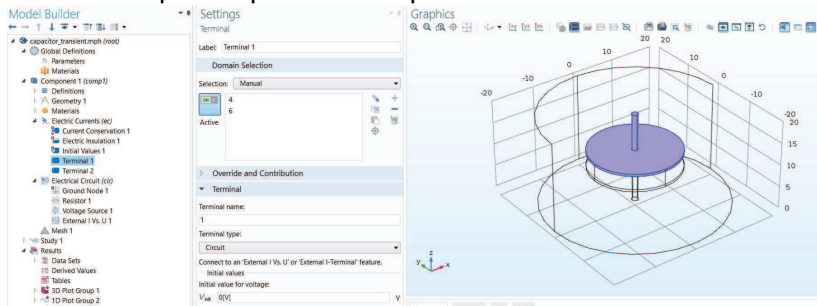 Model Builder
capacitor_transient.mph (root)
Global Definitions
Parameters
Materials
Component 1 (comp1)
Definitions
Geometry 1
Materials
Electric Currents (ec)
Current Conservation 1
Electric Insulation 1
Initial Values 1
Terminal 1
Terminal 2
Electrical Circuit (cir)
Ground Node 1
Resistor 1
Voltage Source 1
External I Vs. U 1
Mesh 1
Study 1
Results
Data Sets
Derived Values
Tables
3D Plot Group 1
1D Plot Group 2
Settings
Terminal
Label: Terminal 1
Domain Selection
Selection: Manual
4
6
Active
Override and Contribution
Terminal
Terminal name:
1
Terminal type:
Circuit
Connect to an 'External I Vs. U' or 'External I-Terminal' feature.
Initial values
Initial value for voltage:
Vinit 0[V] V
Graphics
20 20
10 10
0 0
-10 -10
-20 -20
20
15
10
5
0
z
y x